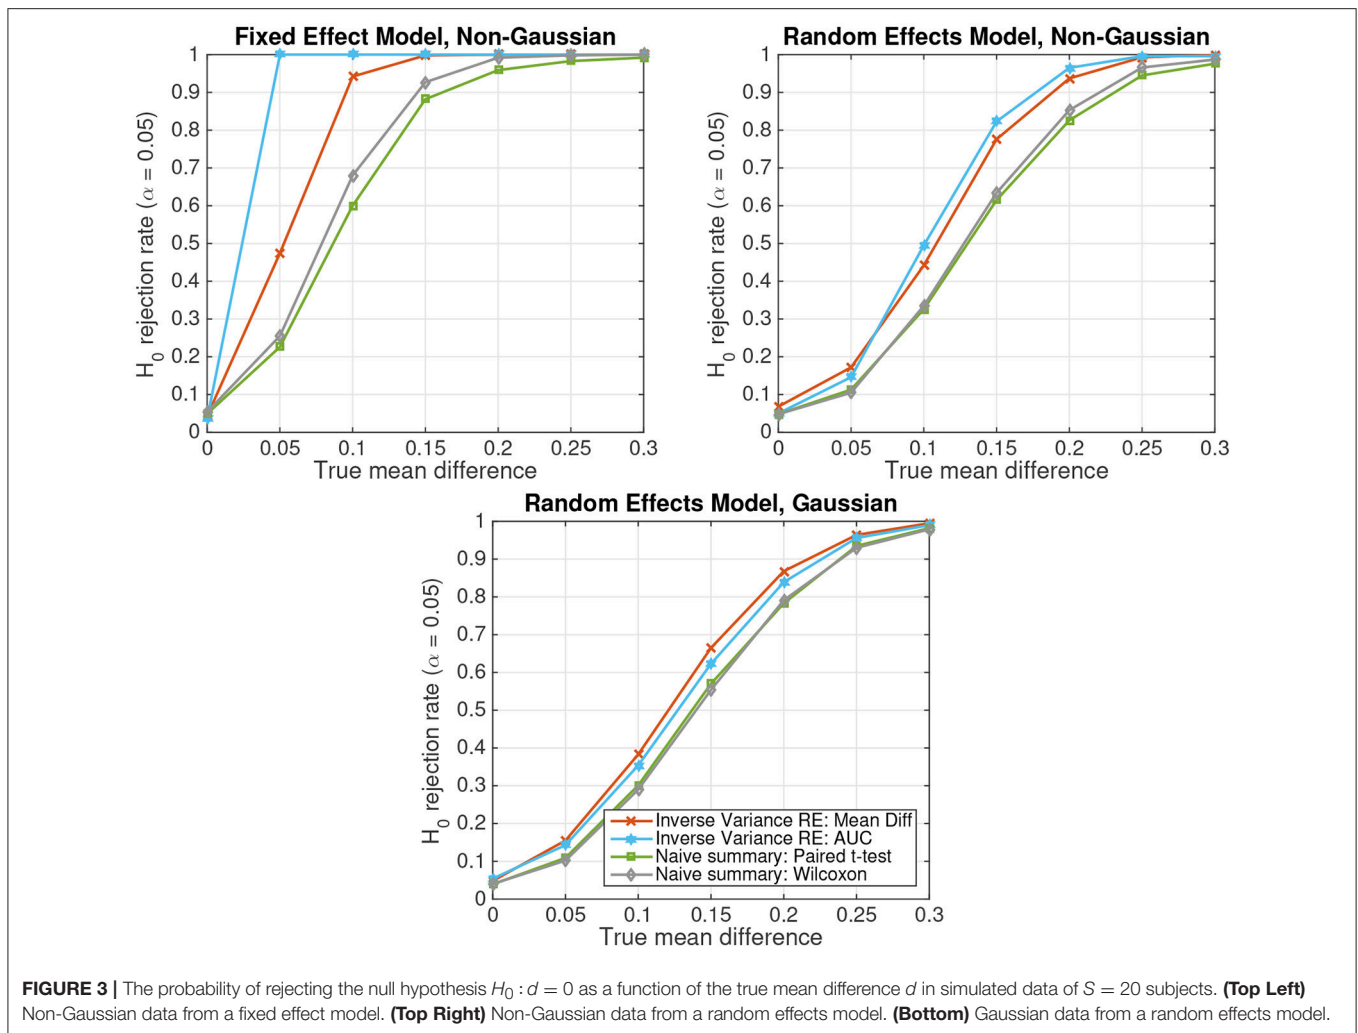 Fixed Effect Model, Non-Gaussian
1
0.9
0.8
0.7
0.6
0.5
0.4
0.3
0.2
0.1
0
H₀ rejection rate (α = 0.05)
0 0.05 0.1 0.15 0.2 0.25 0.3
True mean difference
Random Effects Model, Non-Gaussian
1
0.9
0.8
0.7
0.6
0.5
0.4
0.3
0.2
0.1
0
H₀ rejection rate (α = 0.05)
0 0.05 0.1 0.15 0.2 0.25 0.3
True mean difference
Random Effects Model, Gaussian
1
0.9
0.8
0.7
0.6
0.5
0.4
0.3
0.2
0.1
0
H₀ rejection rate (α = 0.05)
Inverse Variance RE: Mean Diff
Inverse Variance RE: AUC
Naive summary: Paired t-test
Naive summary: Wilcoxon
0 0.05 0.1 0.15 0.2 0.25 0.3
True mean difference
FIGURE 3 | The probability of rejecting the null hypothesis H₀ : d = 0 as a function of the true mean difference d in simulated data of S = 20 subjects. (Top Left)
Non-Gaussian data from a fixed effect model. (Top Right) Non-Gaussian data from a random effects model. (Bottom) Gaussian data from a random effects model.